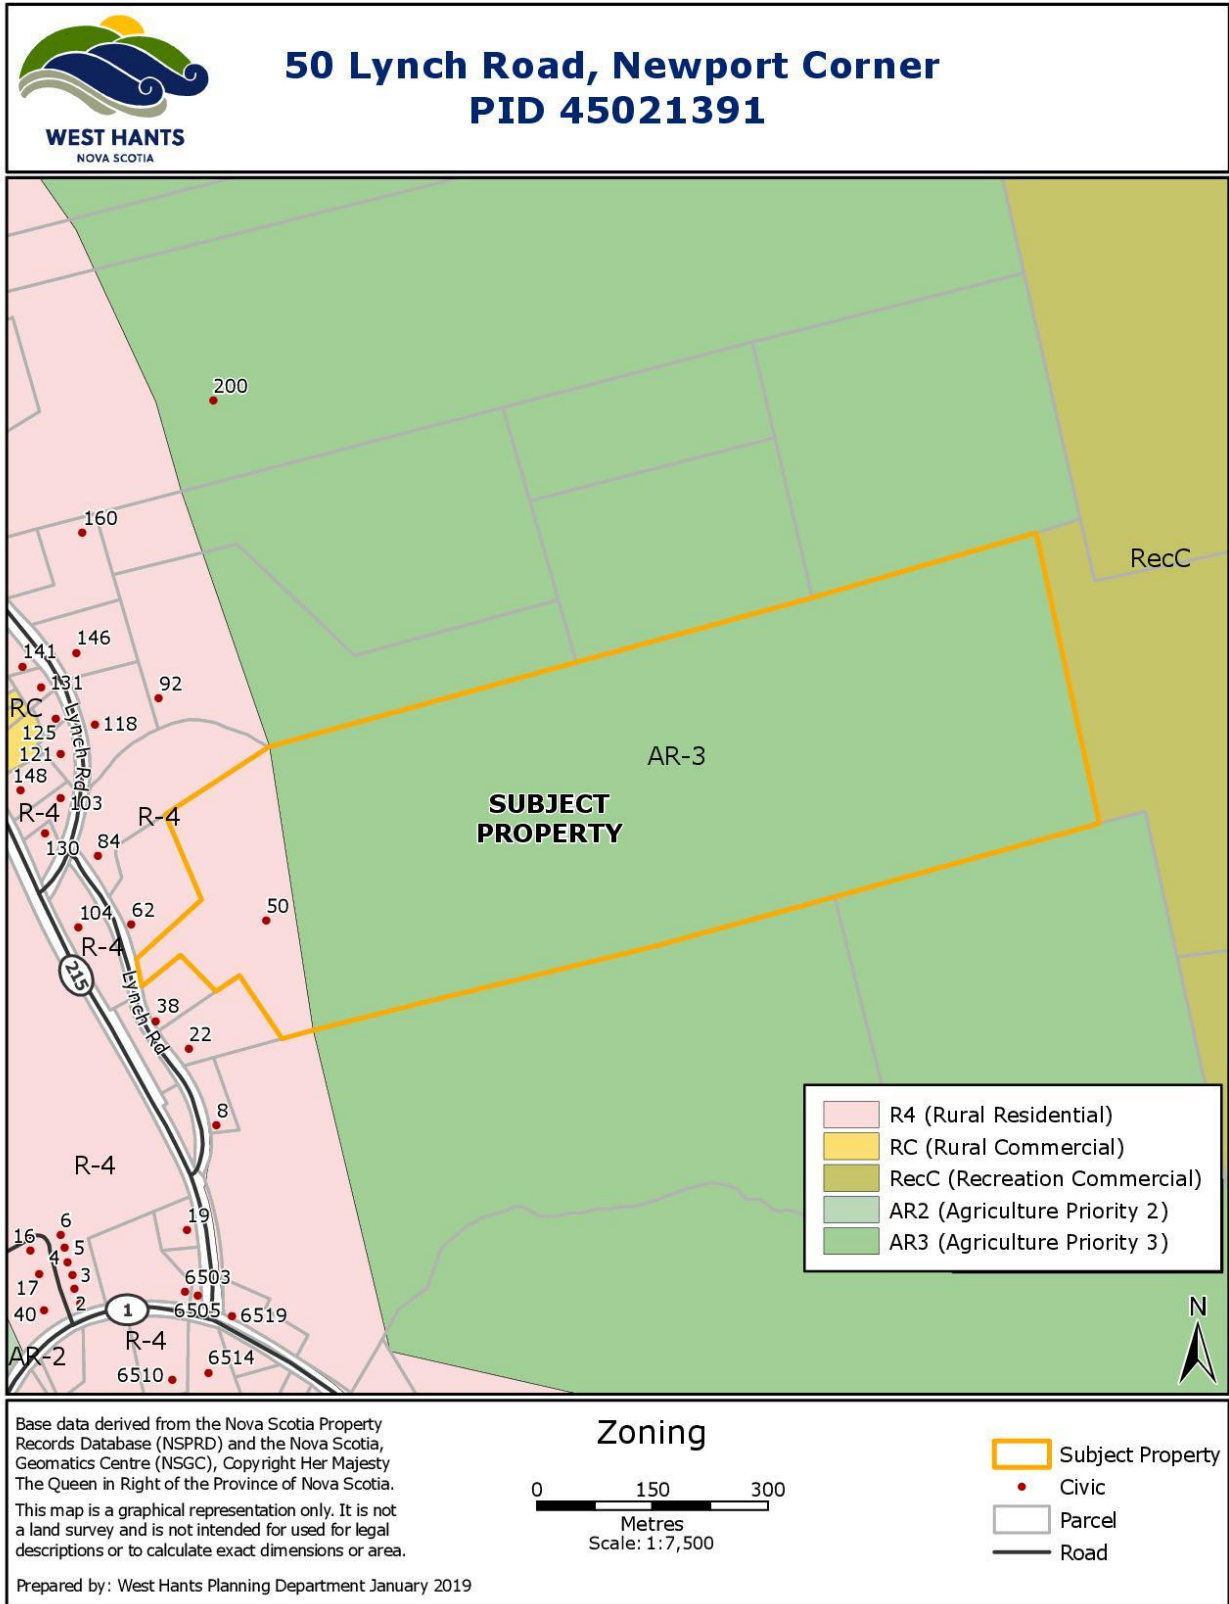 WEST HANTS
NOVA SCOTIA
50 Lynch Road, Newport Corner
PID 45021391
200
160
RecC
146
141
131
92
RC
Lynch Rd
118
125
121
AR-3
148
103
R-4
R-4
SUBJECT
PROPERTY
130
84
50
104
62
R-4
215
Lynch Rd
38
22
8
R-4
R4 (Rural Residential)
RC (Rural Commercial)
RecC (Recreation Commercial)
AR2 (Agriculture Priority 2)
AR3 (Agriculture Priority 3)
19
6
16
5
4
3
17
2
40
6503
1
6505
6519
R-4
AR-2
6514
6510
N
Base data derived from the Nova Scotia Property
Records Database (NSPRD) and the Nova Scotia,
Geomatics Centre (NSGC), Copyright Her Majesty
The Queen in Right of the Province of Nova Scotia.
This map is a graphical representation only. It is not
a land survey and is not intended for used for legal
descriptions or to calculate exact dimensions or area.
Prepared by: West Hants Planning Department January 2019
Zoning
0 150 300
Metres
Scale: 1:7,500
Subject Property
Civic
Parcel
Road